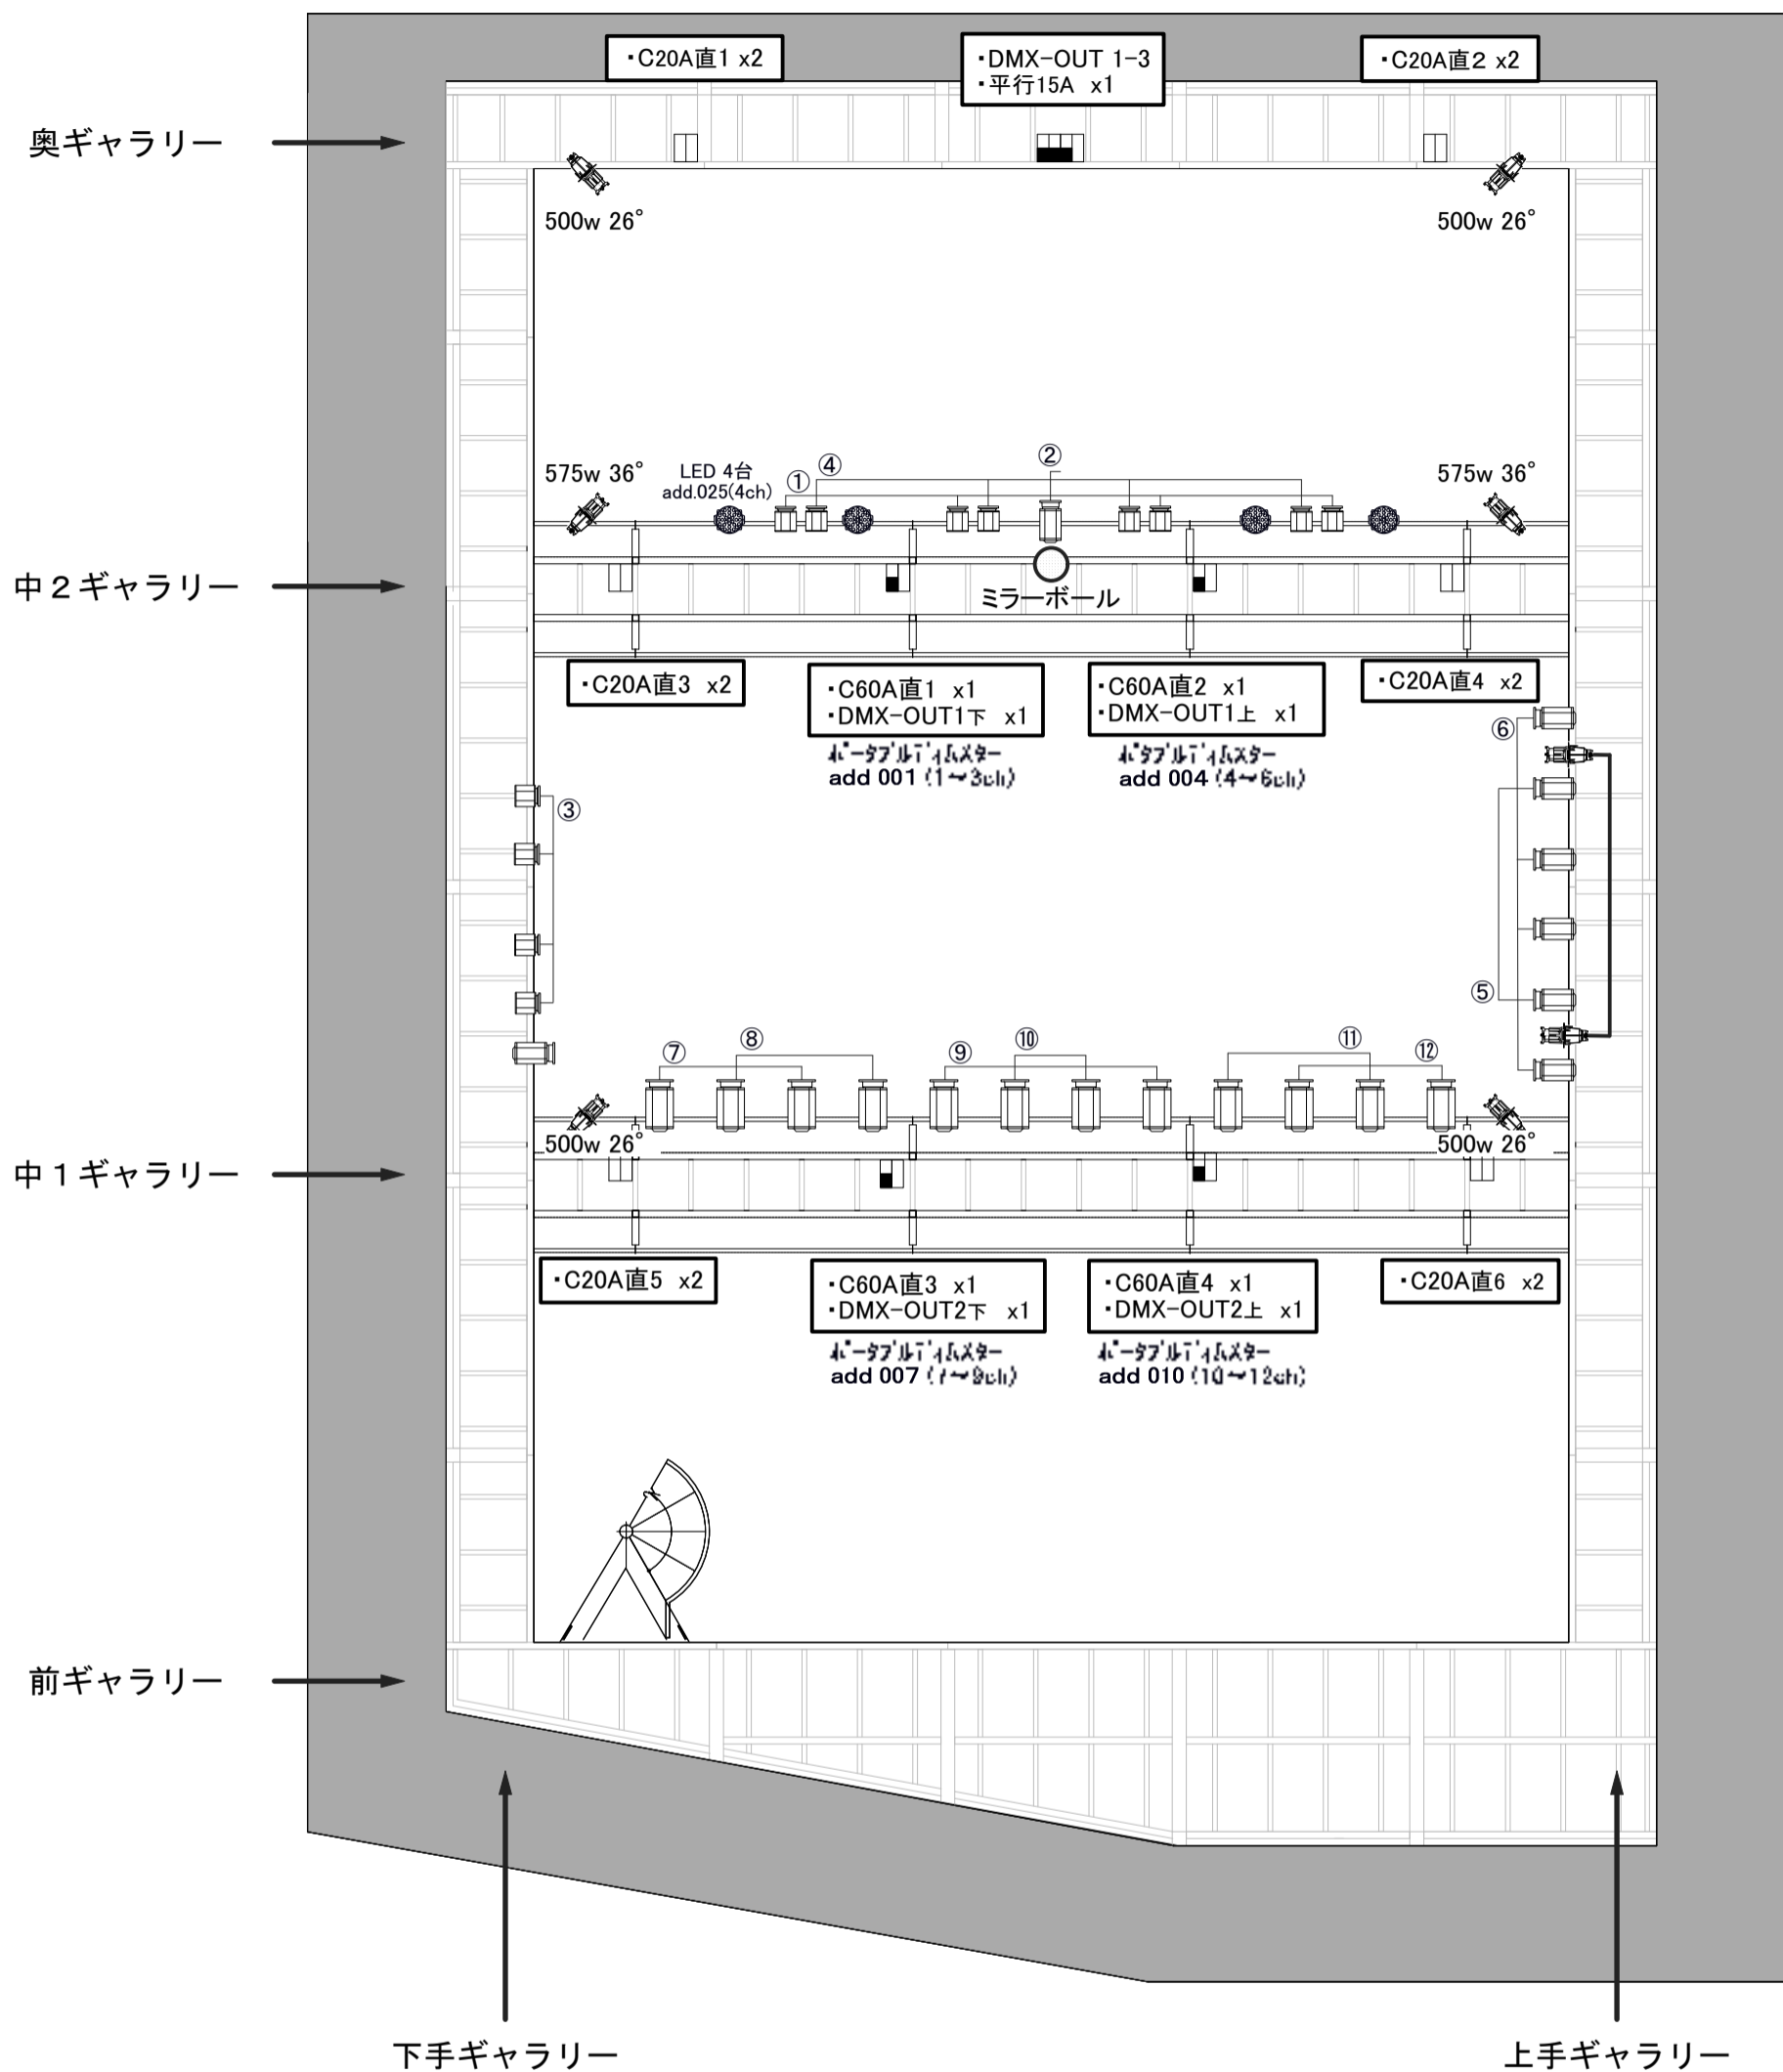 ・C20A直1 x2
・DMX-OUT 1-3
・平行15A x1
・C20A直2 x2
奥ギャラリー
500w 26°
500w 26°
575w 36°
LED 4台
add.025(4ch)
①
④
②
575w 36°
中2ギャラリー
ミラーボール
・C20A直3 x2
・C60A直1 x1
・DMX-OUT1下 x1
・C60A直2 x1
・DMX-OUT1上 x1
・C20A直4 x2
ポータブルディムスター
add 001 (1〜3ch)
ポータブルディムスター
add 004 (4〜6ch)
⑥
③
⑤
⑦
⑧
⑨
⑩
⑪
⑫
500w 26°
500w 26°
中1ギャラリー
・C20A直5 x2
・C60A直3 x1
・DMX-OUT2下 x1
・C60A直4 x1
・DMX-OUT2上 x1
・C20A直6 x2
ポータブルディムスター
add 007 (7〜9ch)
ポータブルディムスター
add 010 (10〜12ch)
前ギャラリー
下手ギャラリー
上手ギャラリー